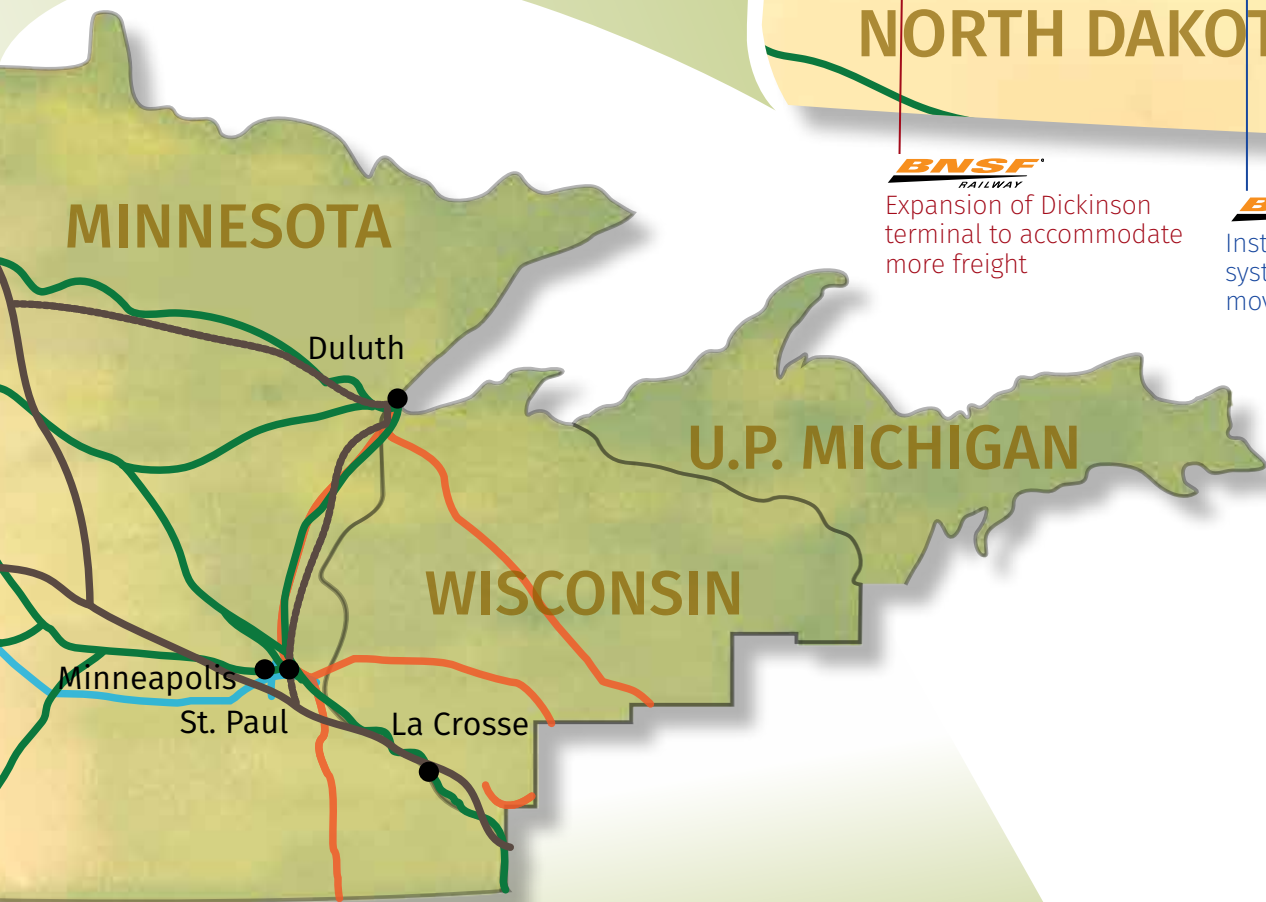 NORTH DAKOT
BNSF
RAILWAY
Expansion of Dickinson
terminal to accommodate
more freight
B
Inst
syst
mov
MINNESOTA
Duluth
U.P. MICHIGAN
WISCONSIN
Minneapolis
St. Paul
La Crosse